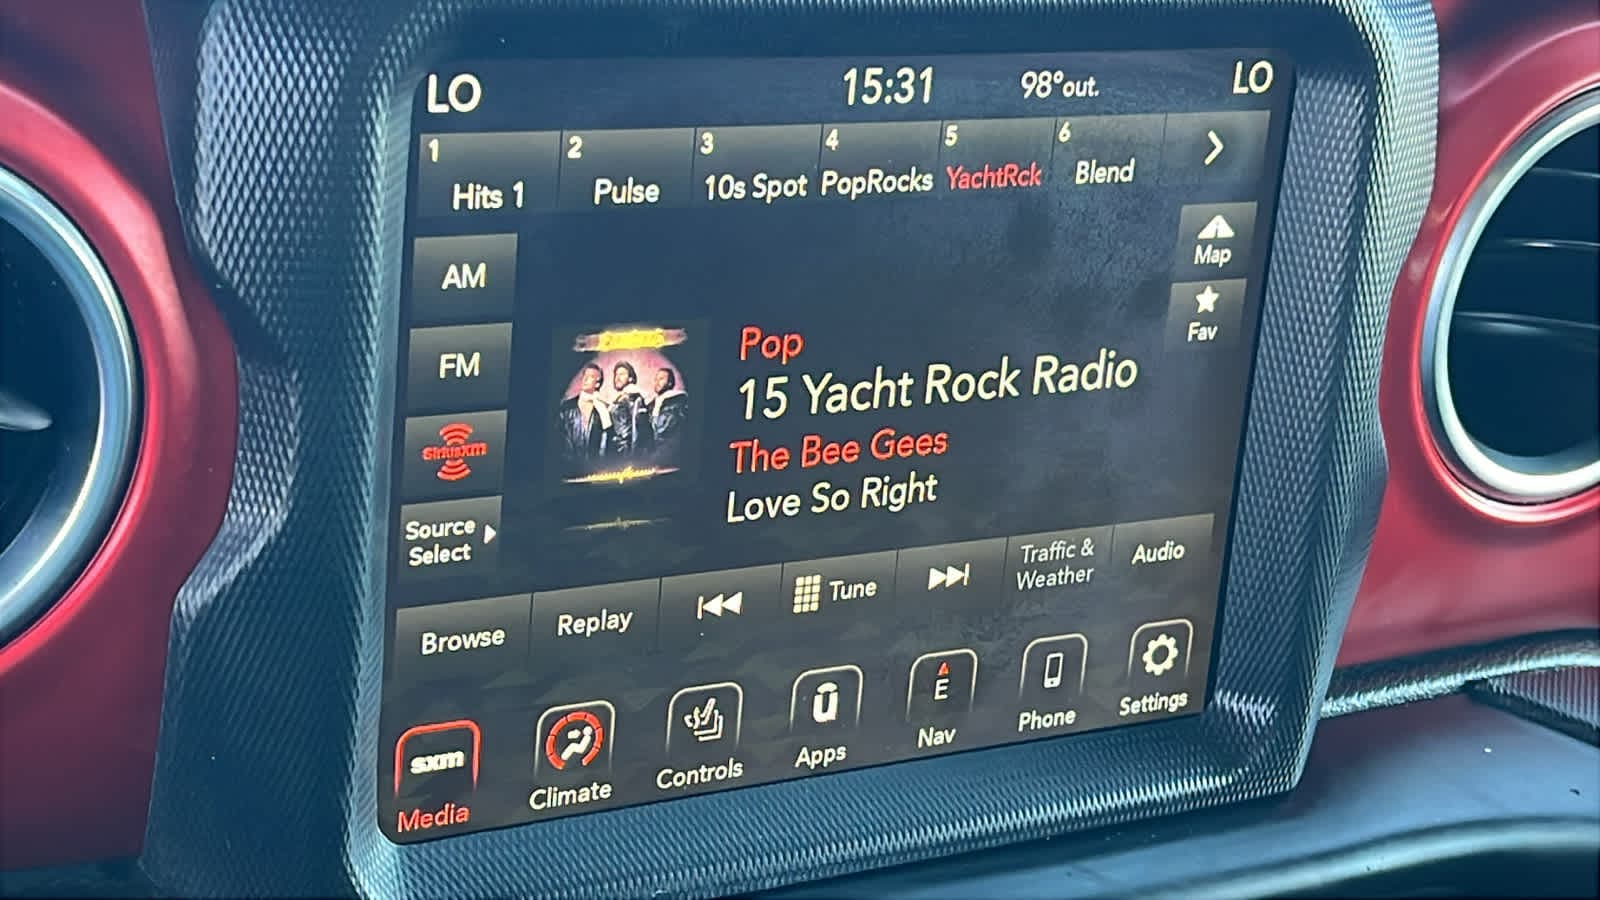 LO 15:31 98°out. LO
1 2 3 4 5 6
Hits 1 Pulse 10s Spot PopRocks YachtRck Blend
AM
Map
Fav
FM
Pop
15 Yacht Rock Radio
SiriusXM
The Bee Gees
Love So Right
Source
Select
Browse Replay Tune Traffic &
Weather Audio
sxm
Media Climate Controls Apps E
Nav Phone Settings